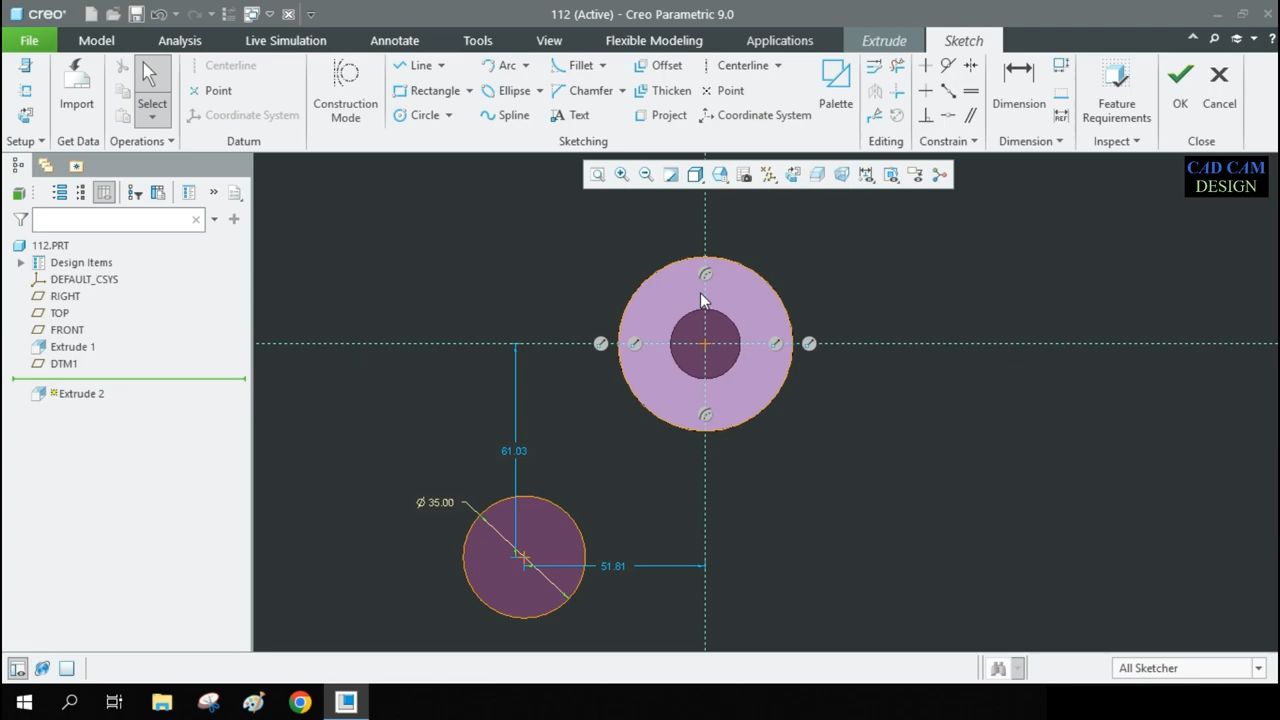 creo
112 (Active) - Creo Parametric 9.0
File
Model
Analysis
Live Simulation
Annotate
Tools
View
Flexible Modeling
Applications
Extrude
Sketch
Import
Select
Centerline
Point
Coordinate System
Construction
Mode
Line
Arc
Fillet
Offset
Centerline
Rectangle
Ellipse
Chamfer
Thicken
Point
Circle
Spline
Text
Project
Coordinate System
Palette
Dimension
REF
Feature
Requirements
OK
Cancel
Setup
Get Data
Operations
Datum
Sketching
Editing
Constrain
Dimension
Inspect
Close
CAD CAM
DESIGN
112.PRT
Design Items
DEFAULT_CSYS
RIGHT
TOP
FRONT
Extrude 1
DTM1
Extrude 2
61.03
Ø 35.00
51.81
All Sketcher